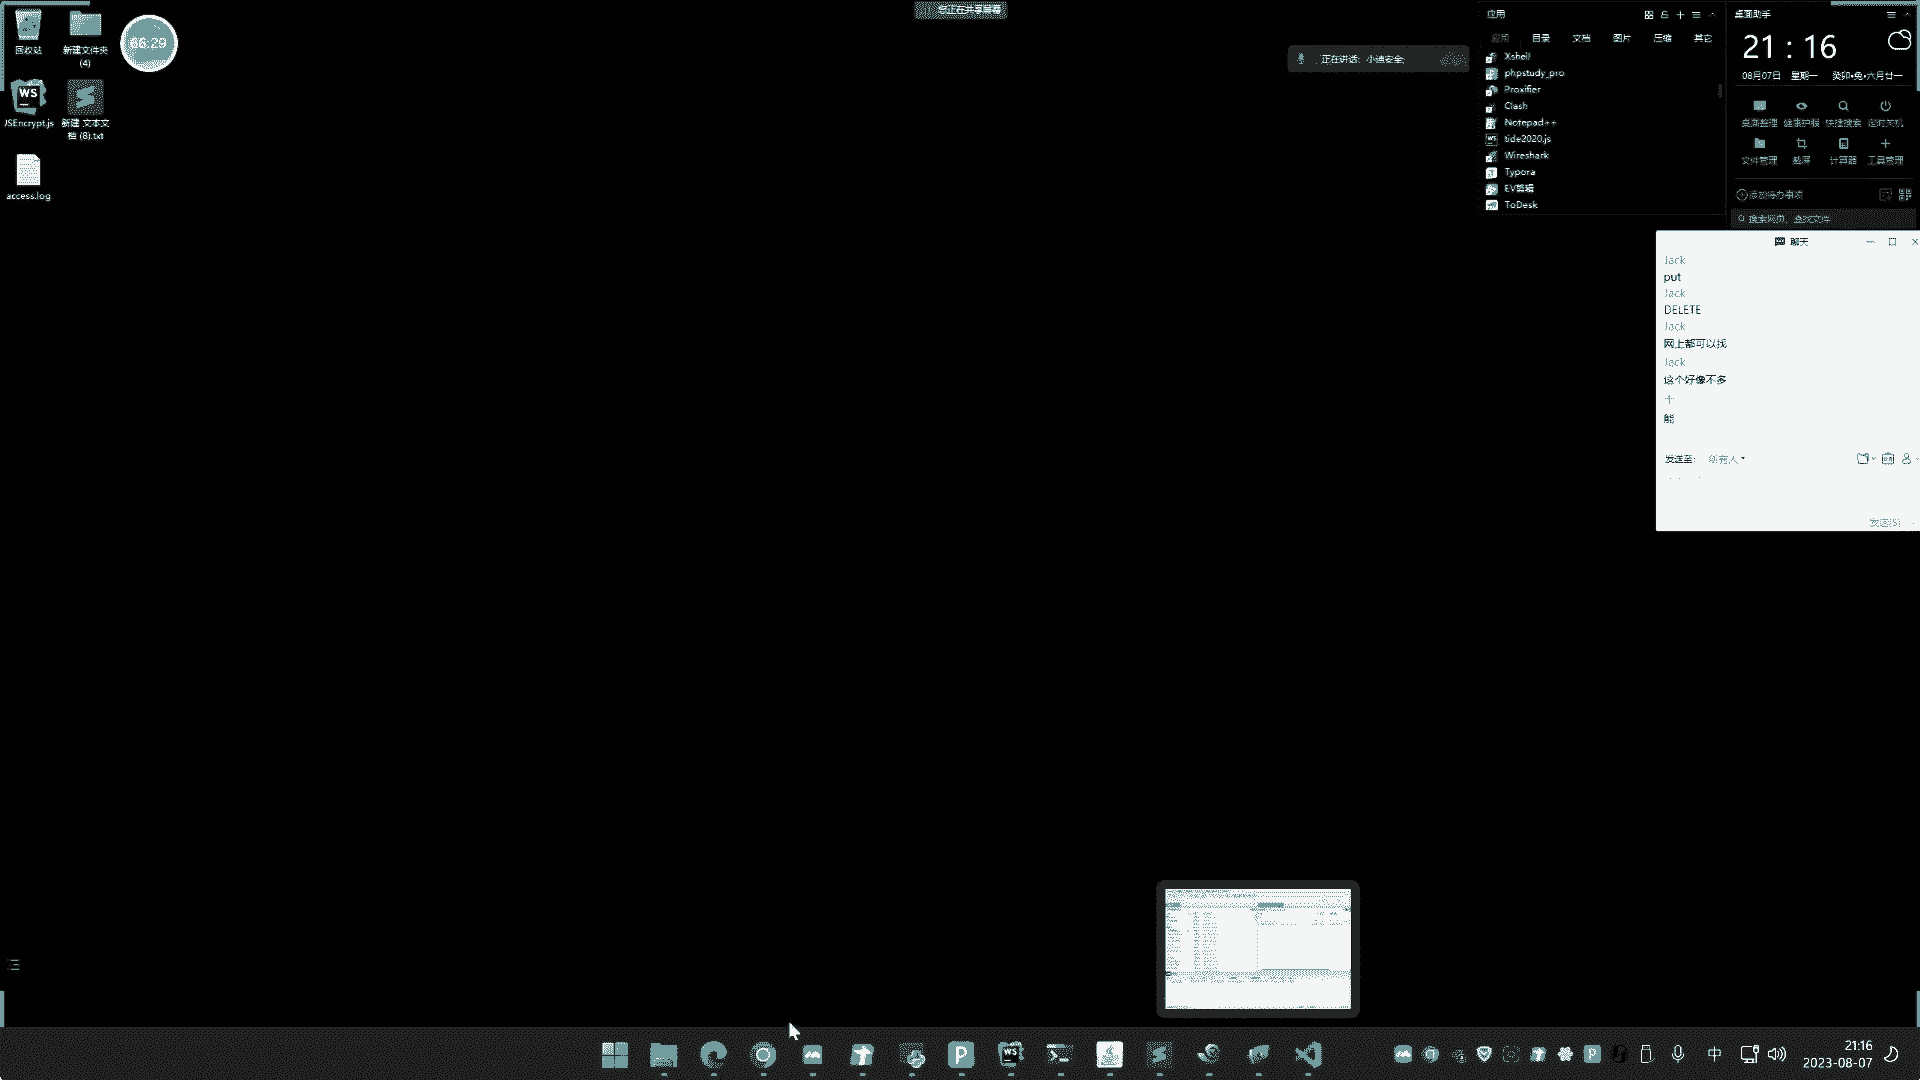 回收站
新建文件夹
(4)
66:29
JSEncrypt.js
新建 文本文
档 (8).txt
access.log
您正在共享屏幕
正在讲话: 小迪安全;
应用
应用 目录 文档 图片 压缩 其它
Xshell
phpstudy_pro
Proxifier
Clash
Notepad++
tide2020.js
Wireshark
Typora
EV剪辑
ToDesk
桌面助手
21 : 16
08月07日 星期一 癸卯•兔•六月廿一
桌面整理 健康护眼 快捷搜索 定时关机
文件管理 截屏 计算器 工具管理
添加待办事项
搜索网页、查找文件
聊天
Jack
put
Jack
DELETE
Jack
网上都可以找
Jack
这个好像不多
十
能
发送至: 所有人
发送(S)
中
21:16
2023-08-07